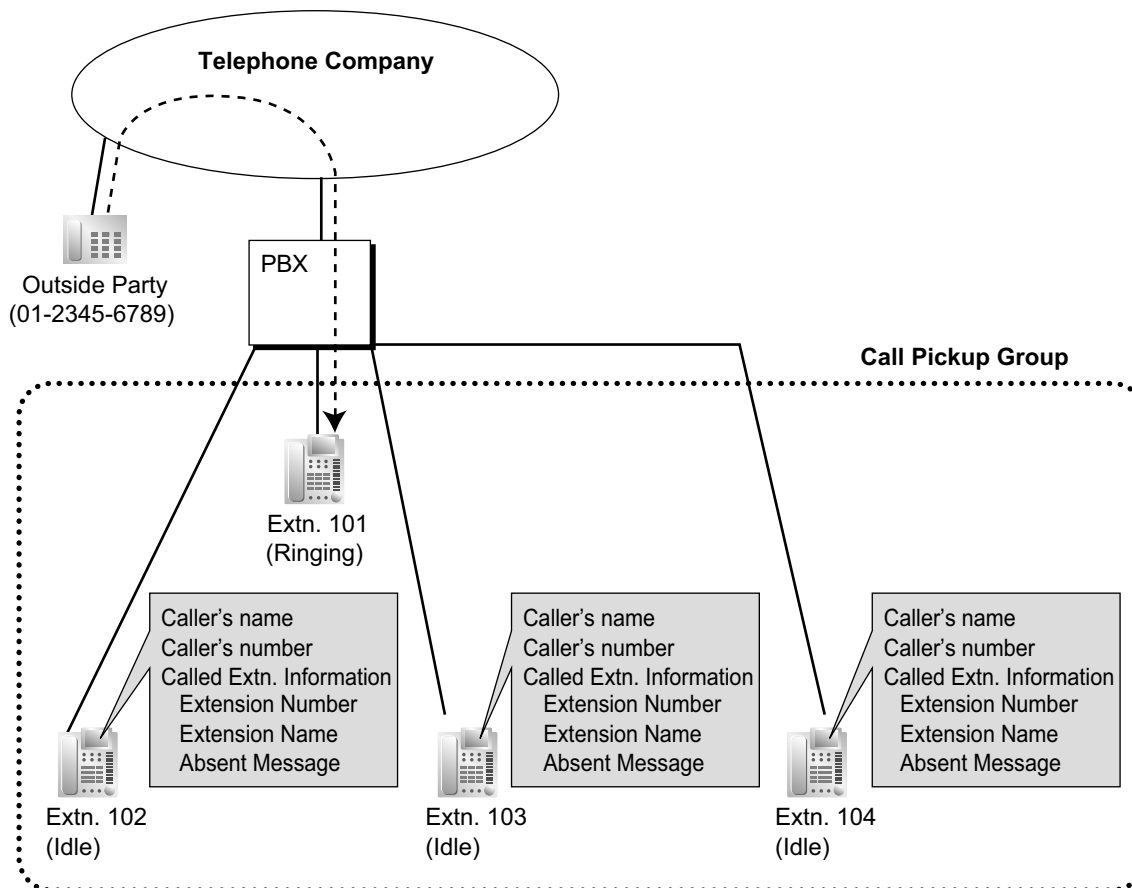 Telephone Company
PBX
Outside Party
(01-2345-6789)
Call Pickup Group
Extn. 101
(Ringing)
Caller's name
Caller's number
Called Extn. Information
Extension Number
Extension Name
Absent Message
Extn. 102
(Idle)
Caller's name
Caller's number
Called Extn. Information
Extension Number
Extension Name
Absent Message
Extn. 103
(Idle)
Caller's name
Caller's number
Called Extn. Information
Extension Number
Extension Name
Absent Message
Extn. 104
(Idle)